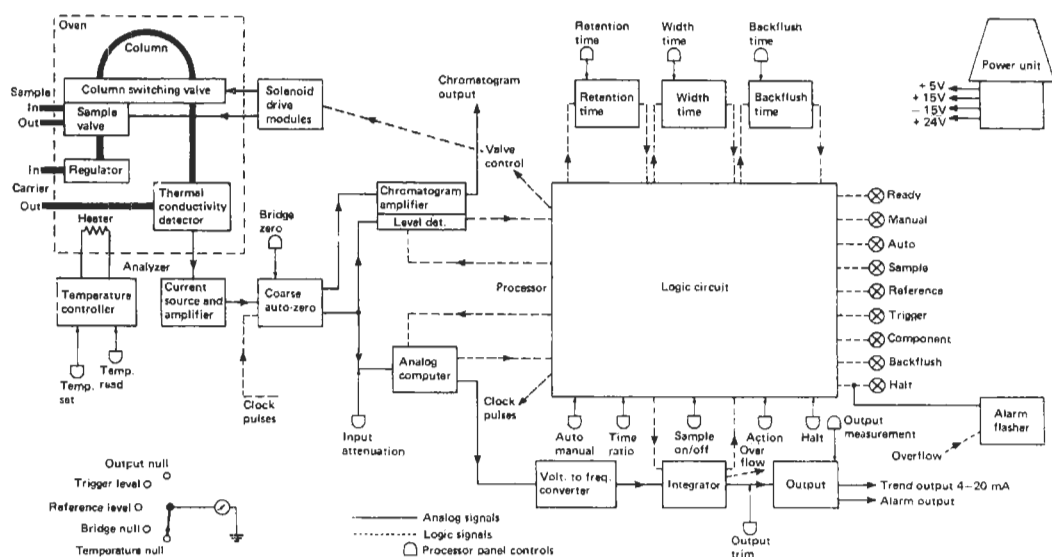 Oven
Column
Column switching valve
Sample
In
Out
Sample
valve
Regulator
In
Carrier
Out
Thermal
conductivity
detector
Heater
Analyzer
Temperature
controller
Temp.
set
Temp.
read
Current
source and
amplifier
Solenoid
drive
modules
Bridge
zero
Coarse
auto-zero
Clock
pulses
Chromatogram
output
Valve
control
Chromatogram
amplifier
Level det.
Processor
Analog
computer
Input
attenuation
Clock
pulses
Retention
time
Width
time
Backflush
time
Retention
time
Width
time
Backflush
time
Logic circuit
Power unit
+ 5V
+ 15V
− 15V
+ 24V
Ready
Manual
Auto
Sample
Reference
Trigger
Component
Backflush
Halt
Auto
manual
Time
ratio
Sample
on/off
Action
Halt
Output
measurement
Alarm
flasher
Overflow
Over
flow
Volt. to freq.
converter
Integrator
Output
Trend output 4–20 mA
Alarm output
Output
trim
Output null
Trigger level
Reference level
Bridge null
Temperature null
Analog signals
Logic signals
Processor panel controls